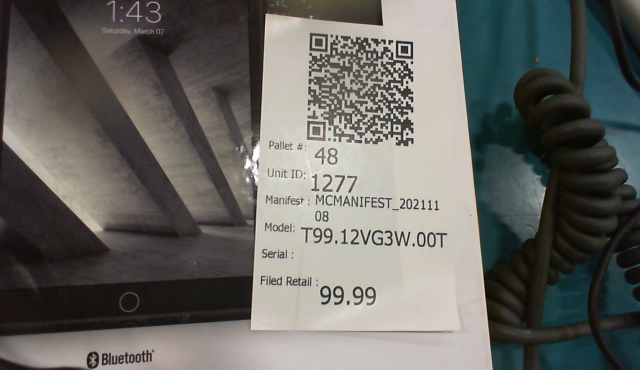 1:43
Saturday, March 07
Pallet #: 48
Unit ID: 1277
Manifest : MCMANIFEST_202111
08
Model: T99.12VG3W.00T
Serial :
Filed Retail : 99.99
Bluetooth®